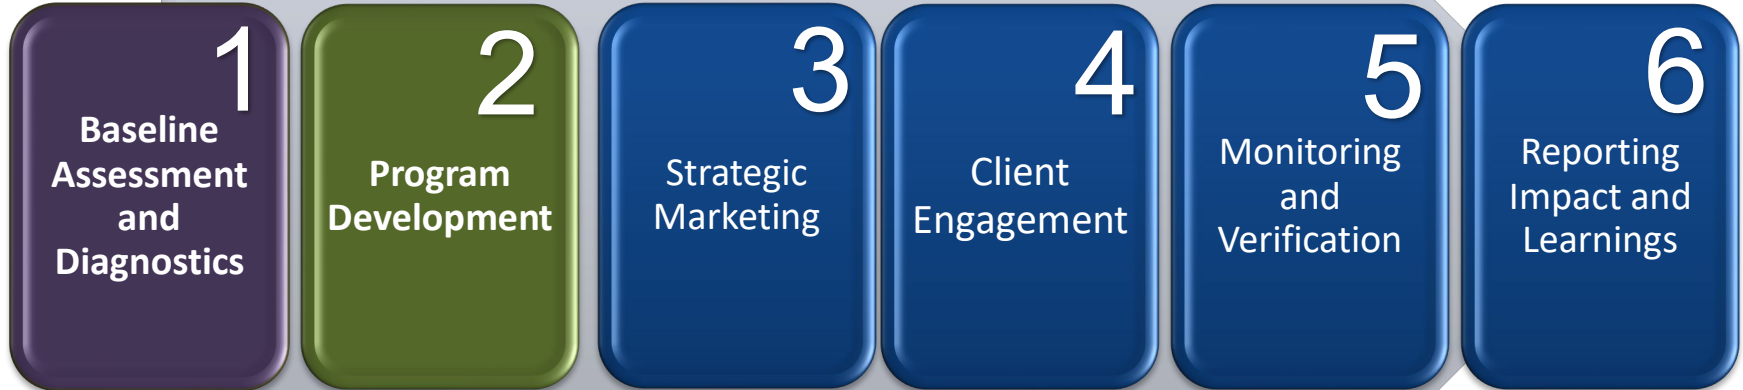 1
Baseline
Assessment
and
Diagnostics
2
Program
Development
3
Strategic
Marketing
4
Client
Engagement
5
Monitoring
and
Verification
6
Reporting
Impact and
Learnings